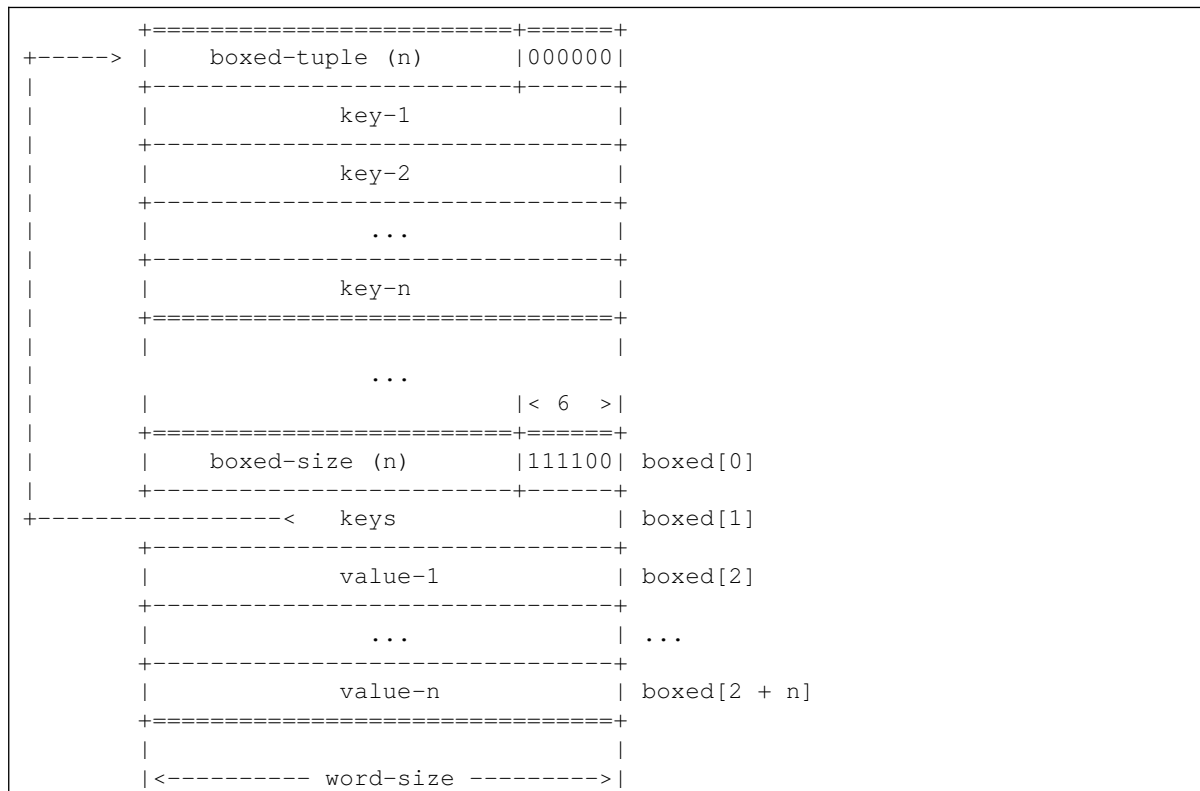 +=========================+======+
+-----> |    boxed-tuple (n)      |000000|
|       +-------------------------+------+
|       |             key-1              |
|       +--------------------------------+
|       |             key-2              |
|       +--------------------------------+
|       |               ...              |
|       +--------------------------------+
|       |             key-n              |
|       +================================+
|       |                                |
|                       ...
|       |                         |< 6  >|
|       +=========================+======+
|       |    boxed-size (n)       |111100| boxed[0]
|       +-------------------------+------+
+-----------------<   keys               | boxed[1]
        +--------------------------------+
        |             value-1            | boxed[2]
        +--------------------------------+
        |               ...              | ...
        +--------------------------------+
        |             value-n            | boxed[2 + n]
        +================================+
        |                                |
        |<---------- word-size --------->|